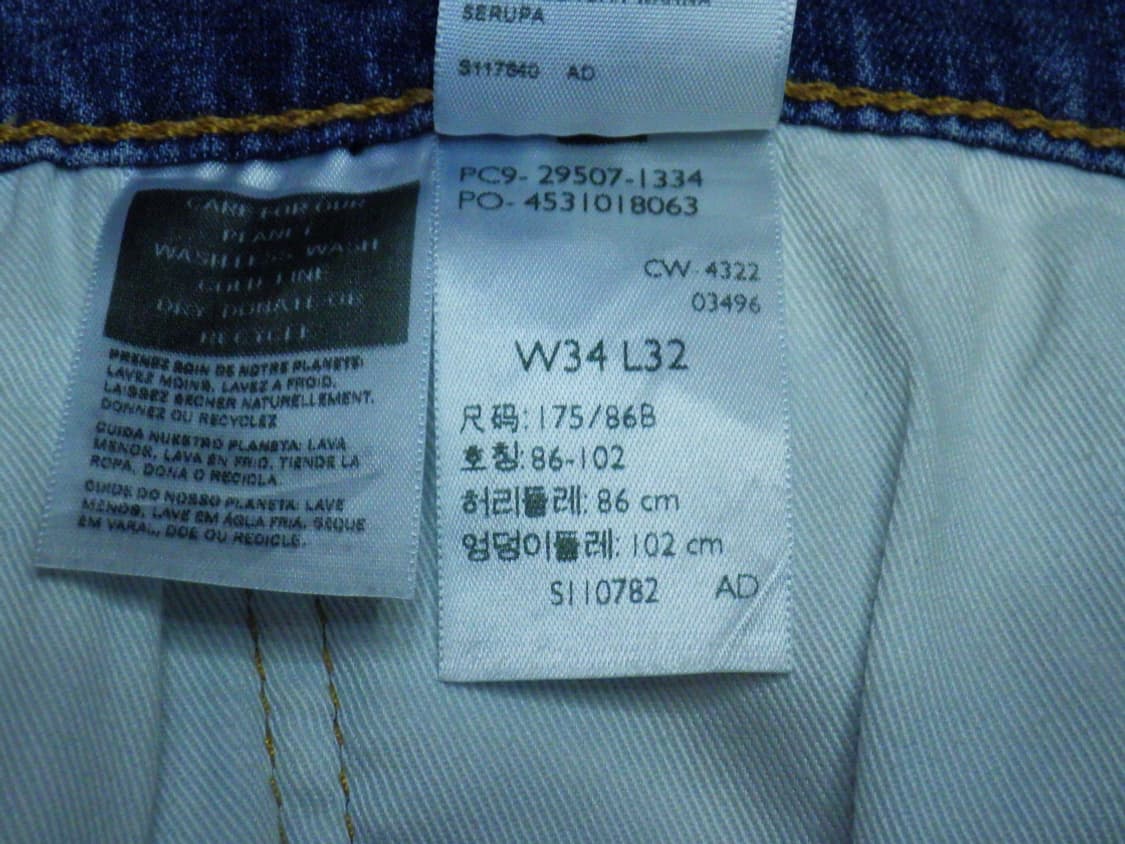 SERUPA
S117840 AD
CARE FOR OUR
PLANET
WASH LESS, WASH
COLD, LINE
DRY, DONATE OR
RECYCLE
PRENEZ SOIN DE NOTRE PLANETE:
LAVEZ MOINS, LAVEZ A FROID,
LAISSEZ SECHER NATURELLEMENT,
DONNEZ OU RECYCLEZ
CUIDA NUESTRO PLANETA: LAVA
MENOS, LAVA EN FRIO, TIENDE LA
ROPA, DONA O RECICLA.
CUIDE DO NOSSO PLANETA: LAVE
MENOS, LAVE EM ÁGUA FRIA, SEQUE
EM VARAL, DOE OU RECICLE.
PC9- 29507-1334
PO- 4531018063
CW- 4322
03496
W34 L32
尺码: 175/86B
호칭: 86-102
허리둘레: 86 cm
엉덩이둘레: 102 cm
S110782 AD